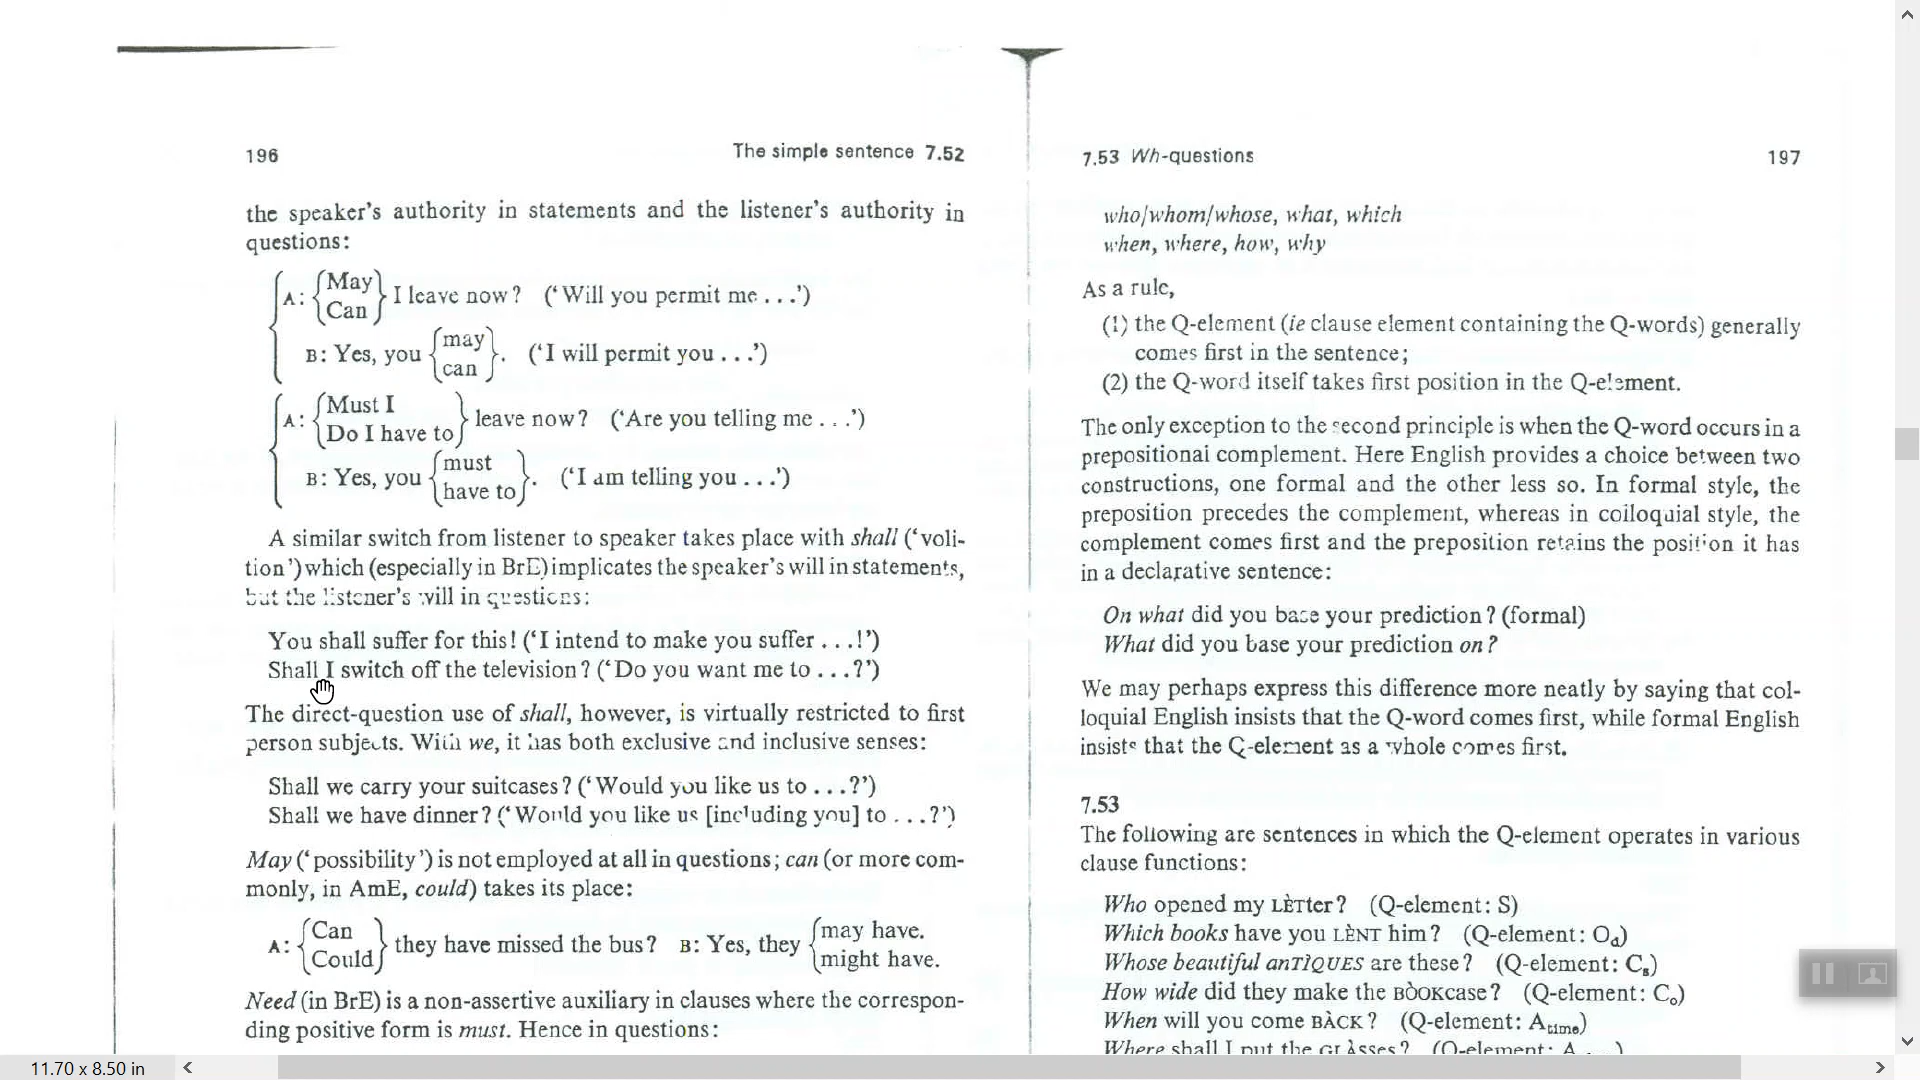 196
The simple sentence 7.52
the speaker's authority in statements and the listener's authority in
questions:
A: {May
Can} I leave now? ('Will you permit me . . .')
B: Yes, you {may
can}. ('I will permit you . . .')
A: {Must I
Do I have to} leave now? ('Are you telling me . . .')
B: Yes, you {must
have to}. ('I am telling you . . .')
A similar switch from listener to speaker takes place with shall ('voli-
tion') which (especially in BrE) implicates the speaker's will in statements,
but the listener's will in questions:
You shall suffer for this! ('I intend to make you suffer . . .!')
Shall I switch off the television? ('Do you want me to . . .?')
The direct-question use of shall, however, is virtually restricted to first
person subjects. With we, it has both exclusive and inclusive senses:
Shall we carry your suitcases? ('Would you like us to . . .?')
Shall we have dinner? ('Would you like us [including you] to . . .?')
May ('possibility') is not employed at all in questions; can (or more com-
monly, in AmE, could) takes its place:
A: {Can
Could} they have missed the bus? B: Yes, they {may have.
might have.
Need (in BrE) is a non-assertive auxiliary in clauses where the correspon-
ding positive form is must. Hence in questions:
7.53 Wh-questions
197
who/whom/whose, what, which
when, where, how, why
As a rule,
(1) the Q-element (ie clause element containing the Q-words) generally
comes first in the sentence;
(2) the Q-word itself takes first position in the Q-element.
The only exception to the second principle is when the Q-word occurs in a
prepositional complement. Here English provides a choice between two
constructions, one formal and the other less so. In formal style, the
preposition precedes the complement, whereas in colloquial style, the
complement comes first and the preposition retains the position it has
in a declarative sentence:
On what did you base your prediction? (formal)
What did you base your prediction on?
We may perhaps express this difference more neatly by saying that col-
loquial English insists that the Q-word comes first, while formal English
insists that the Q-element as a whole comes first.
7.53
The following are sentences in which the Q-element operates in various
clause functions:
Who opened my LÈTter? (Q-element: S)
Which books have you LÈNT him? (Q-element: Od)
Whose beautiful anTÌQUES are these? (Q-element: Cs)
How wide did they make the BÒOKcase? (Q-element: Co)
When will you come BÀCK? (Q-element: Atime)
Where shall I put the GLÀSses? (Q-element: A
11.70 x 8.50 in